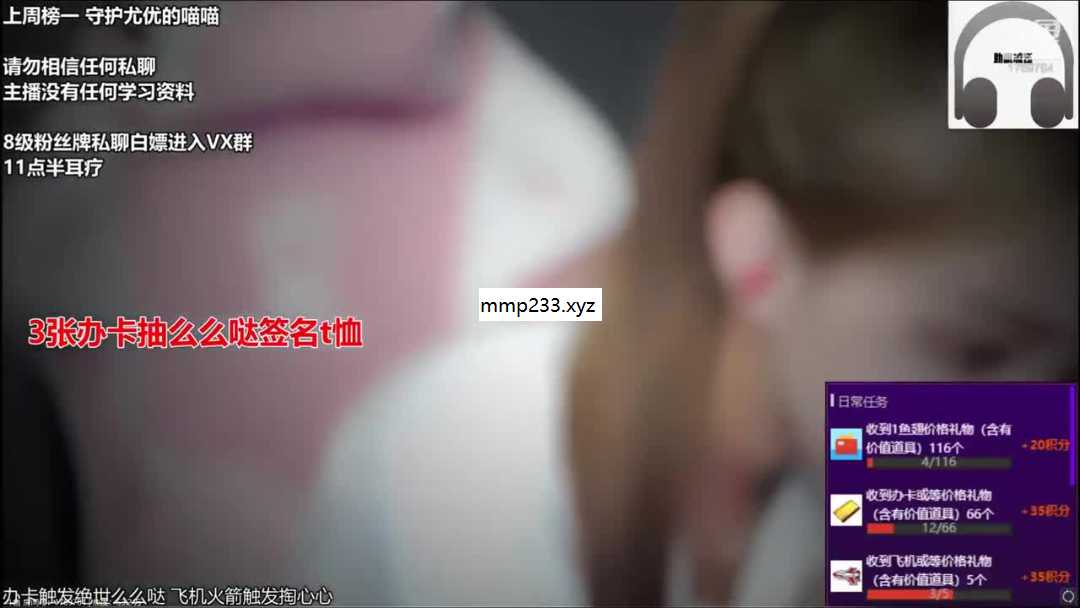 上周榜一 守护尤优的喵喵
请勿相信任何私聊
主播没有任何学习资料
8级粉丝牌私聊白嫖进入VX群
11点半耳疗
mmp233.xyz
3张办卡抽么么哒签名t恤
日常任务
收到1鱼翅价格礼物（含有
价值道具）116个
+20积分
4/116
收到办卡或等价格礼物
（含有价值道具）66个
+35积分
12/66
收到飞机或等价格礼物
（含有价值道具）5个
+35积分
3/5
办卡触发绝世么么哒 飞机火箭触发掏心心